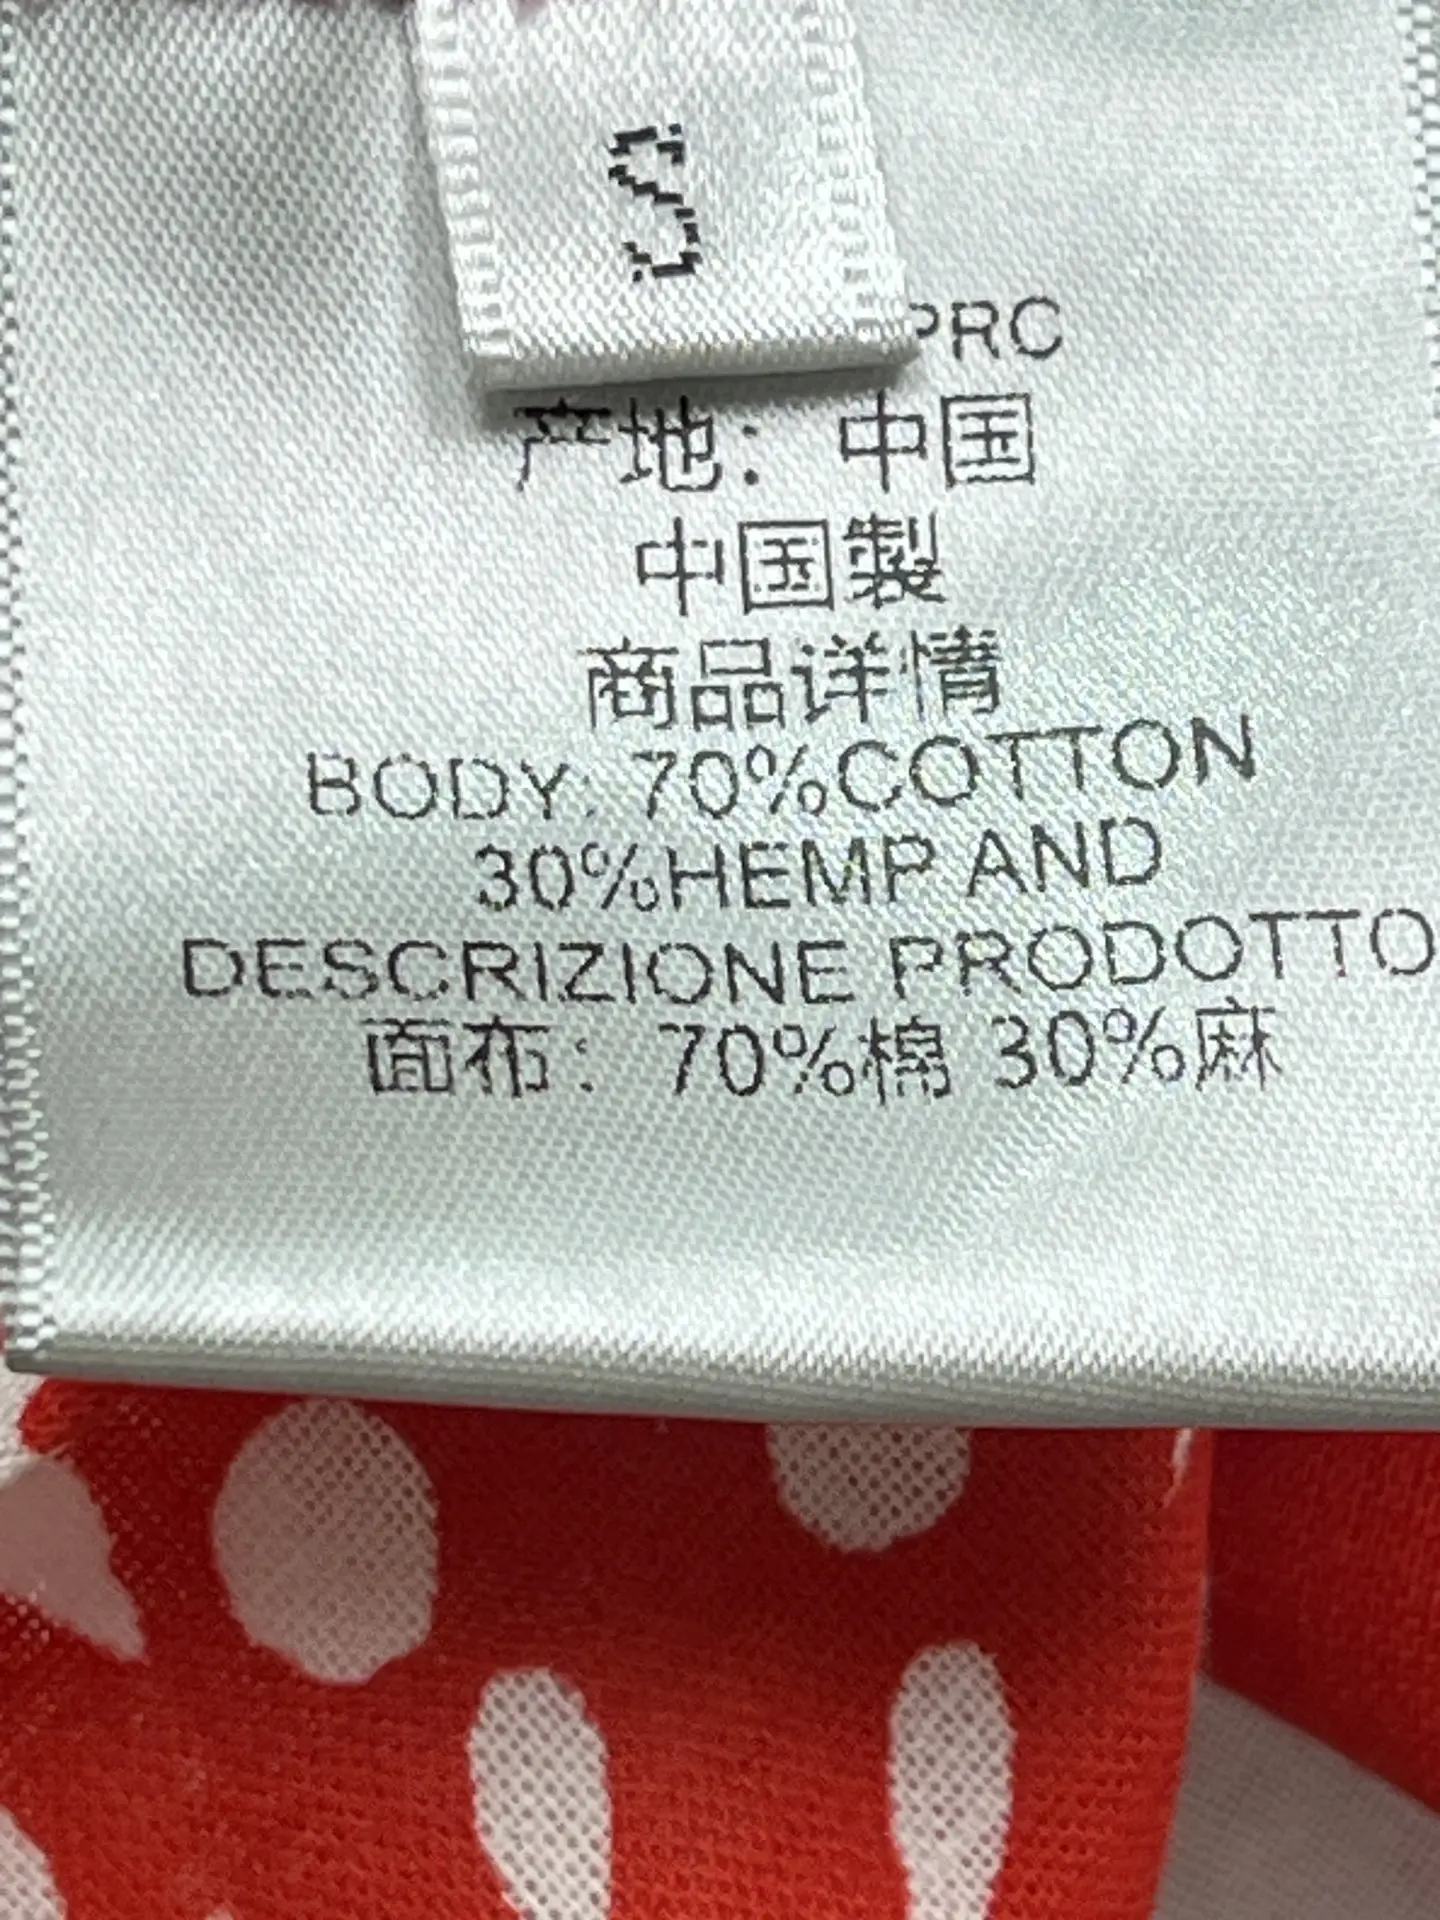 S
PRC
产地：中国
中国製
商品详情
BODY: 70%COTTON
30%HEMP AND
DESCRIZIONE PRODOTTO
面布：70%棉 30%麻